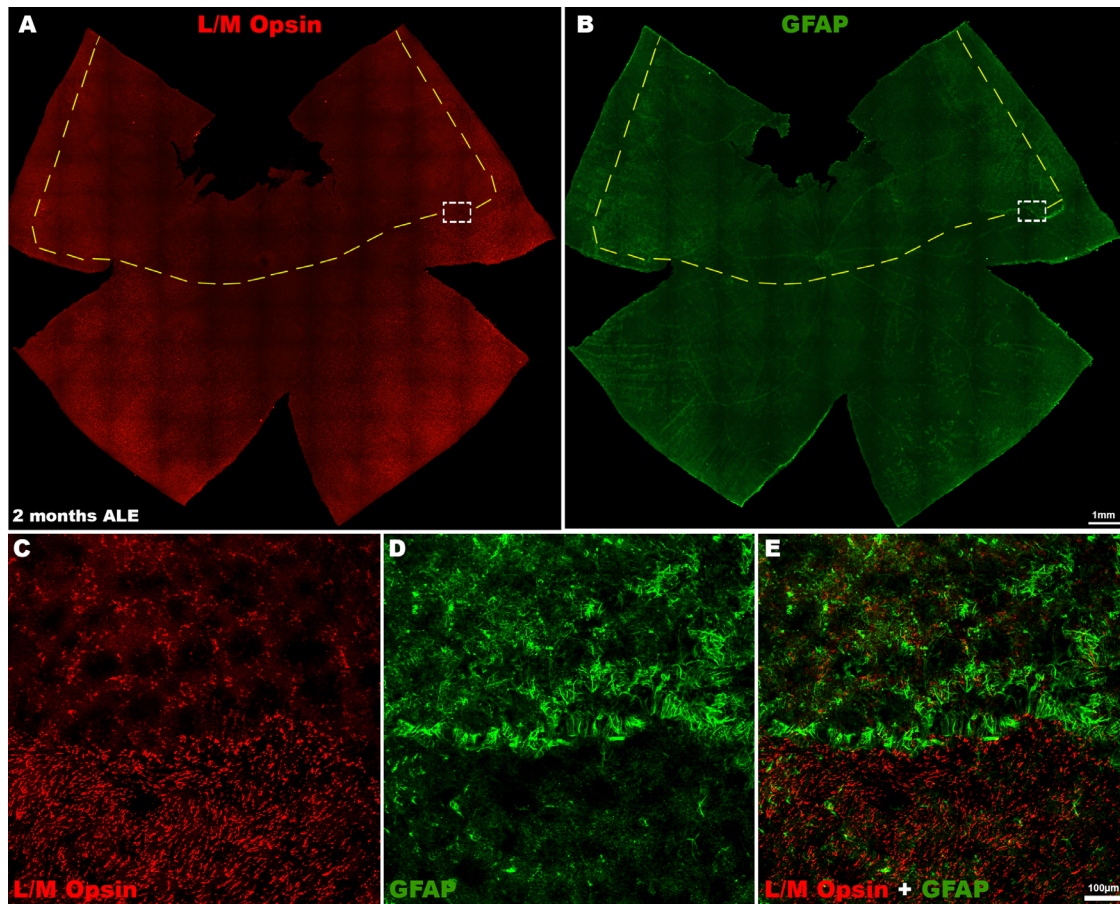 A
L/M Opsin
2 months ALE
B
GFAP
1mm
C
L/M Opsin
D
GFAP
E
L/M Opsin + GFAP
100μm